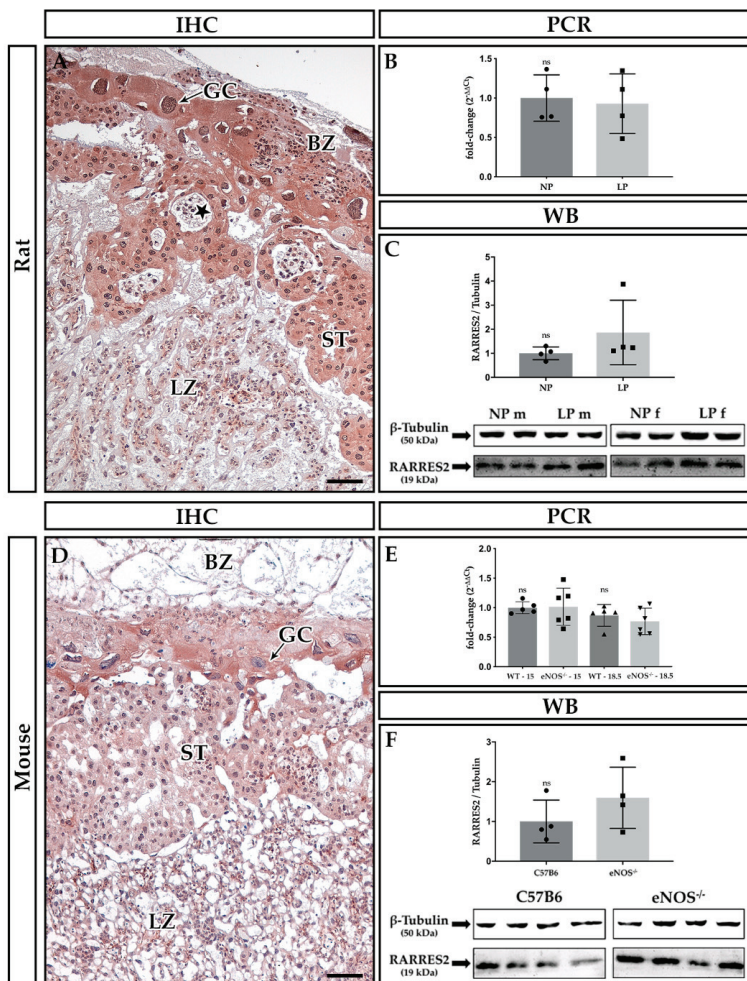 IHC
PCR
Rat
A
GC
BZ
ST
LZ
B
fold-change (2^-ΔΔCt)
1.5
1.0
0.5
0.0
ns
NP
LP
WB
C
RARRES2 / Tubulin
5
4
3
2
1
0
ns
NP
LP
NP m
LP m
NP f
LP f
β-Tubulin
(50 kDa)
RARRES2
(19 kDa)
IHC
PCR
Mouse
D
BZ
GC
ST
LZ
E
fold-change (2^-ΔΔCt)
2.0
1.5
1.0
0.5
0.0
ns
ns
WT - 15
eNOS⁻/⁻ - 15
WT - 18.5
eNOS⁻/⁻ - 18.5
WB
F
RARRES2 / Tubulin
3
2
1
0
ns
C57B6
eNOS⁻/⁻
C57B6
eNOS⁻/⁻
β-Tubulin
(50 kDa)
RARRES2
(19 kDa)